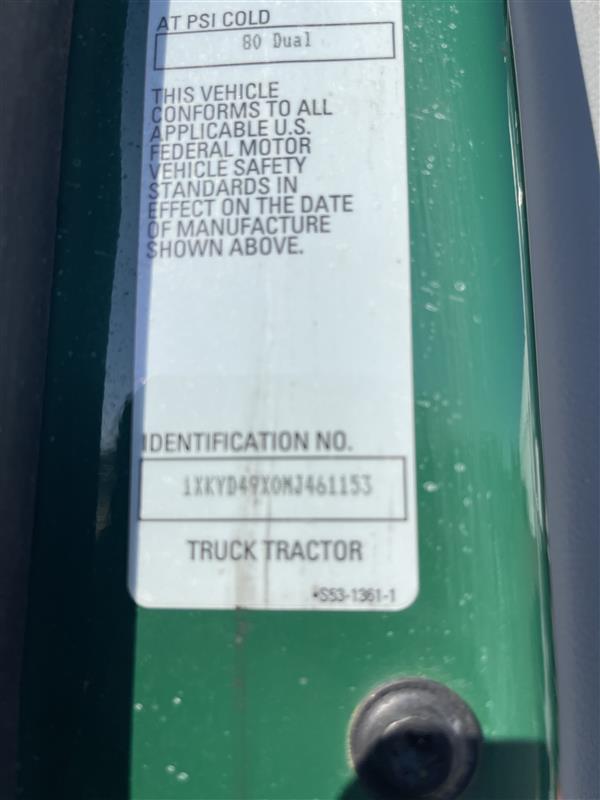 AT PSI COLD
80 Dual
THIS VEHICLE
CONFORMS TO ALL
APPLICABLE U.S.
FEDERAL MOTOR
VEHICLE SAFETY
STANDARDS IN
EFFECT ON THE DATE
OF MANUFACTURE
SHOWN ABOVE.
IDENTIFICATION NO.
1XKYD49X0MJ461153
TRUCK TRACTOR
*S53-1361-1